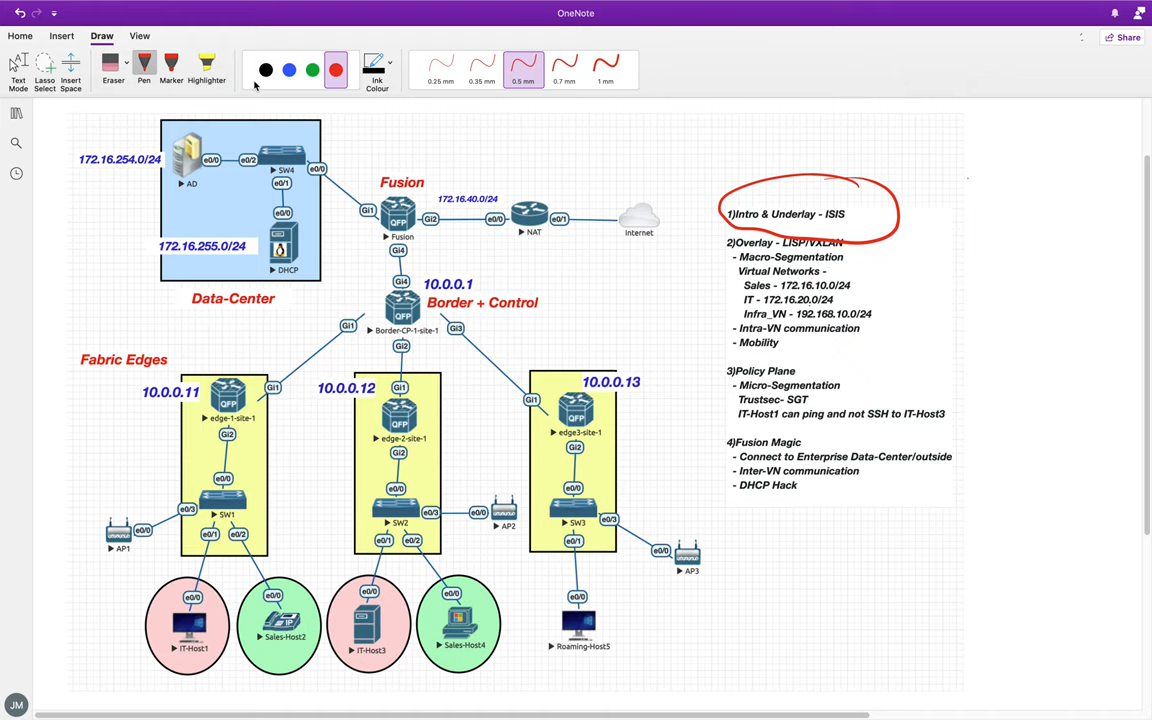 OneNote
Home Insert Draw View
Share
Text Mode
Lasso Select
Insert Space
Eraser
Pen
Marker
Highlighter
Ink Colour
0.25 mm
0.35 mm
0.5 mm
0.7 mm
1 mm
172.16.254.0/24
AD
e0/0
e0/2
SW4
e0/0
e0/1
e0/0
172.16.255.0/24
DHCP
Data-Center
Fusion
172.16.40.0/24
Gi1
QFP
Gi2
e0/0
e0/1
Fusion
NAT
Internet
Gi4
Gi4
10.0.0.1
QFP
Border + Control
Border-CP-1-site-1
Gi1
Gi3
Gi2
Fabric Edges
10.0.0.11
Gi1
QFP
edge-1-site-1
Gi2
e0/0
SW1
e0/3
e0/0
AP1
e0/1
e0/2
10.0.0.12
Gi1
QFP
edge-2-site-1
Gi2
e0/0
SW2
e0/3
e0/0
AP2
e0/1
e0/2
10.0.0.13
Gi1
QFP
edge3-site-1
Gi2
e0/0
SW3
e0/3
e0/0
AP3
e0/1
e0/0
IT-Host1
e0/0
IP
Sales-Host2
e0/0
IT-Host3
e0/0
Sales-Host4
e0/0
Roaming-Host5
1)Intro & Underlay - ISIS
2)Overlay - LISP/VXLAN
- Macro-Segmentation
Virtual Networks -
Sales - 172.16.10.0/24
IT - 172.16.20.0/24
Infra_VN - 192.168.10.0/24
- Intra-VN communication
- Mobility
3)Policy Plane
- Micro-Segmentation
Trustsec- SGT
IT-Host1 can ping and not SSH to IT-Host3
4)Fusion Magic
- Connect to Enterprise Data-Center/outside
- Inter-VN communication
- DHCP Hack
JM